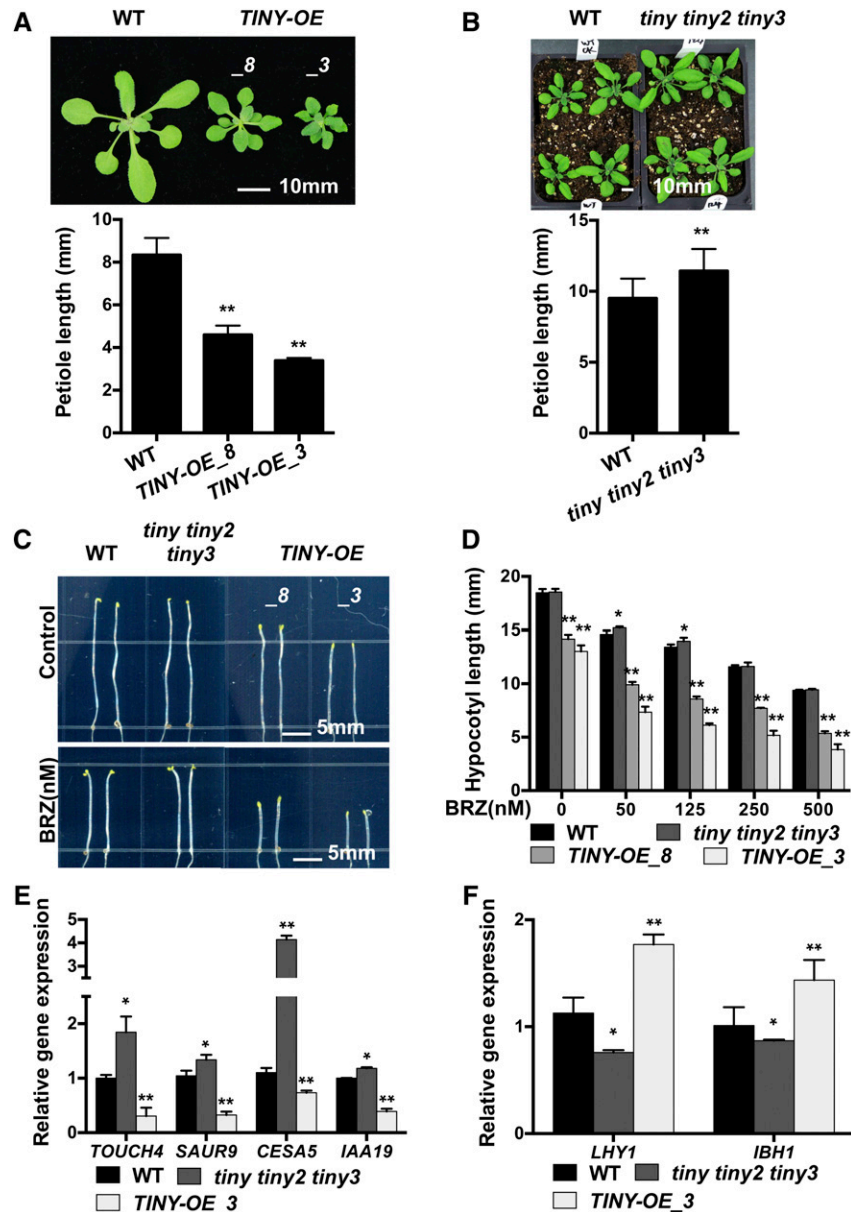 A
WT TINY-OE
_8 _3
10mm
Petiole length (mm)
10
8
6
4
2
0
** **
WT TINY-OE_8 TINY-OE_3
B
WT tiny tiny2 tiny3
WT
10mm
Petiole length (mm)
15
10
5
0
**
WT tiny tiny2 tiny3
C
WT tiny tiny2 tiny3 TINY-OE
_8 _3
Control
5mm
BRZ(nM)
5mm
D
Hypocotyl length (mm)
20
15
10
5
0
** ** * ** ** * ** ** ** ** ** **
BRZ(nM) 0 50 125 250 500
WT tiny tiny2 tiny3
TINY-OE_8 TINY-OE_3
E
Relative gene expression
5
4
3
2
1
0
* ** * ** ** ** * **
TOUCH4 SAUR9 CESA5 IAA19
WT tiny tiny2 tiny3
TINY-OE_3
F
Relative gene expression
2
1
0
* ** * **
LHY1 IBH1
WT tiny tiny2 tiny3
TINY-OE_3